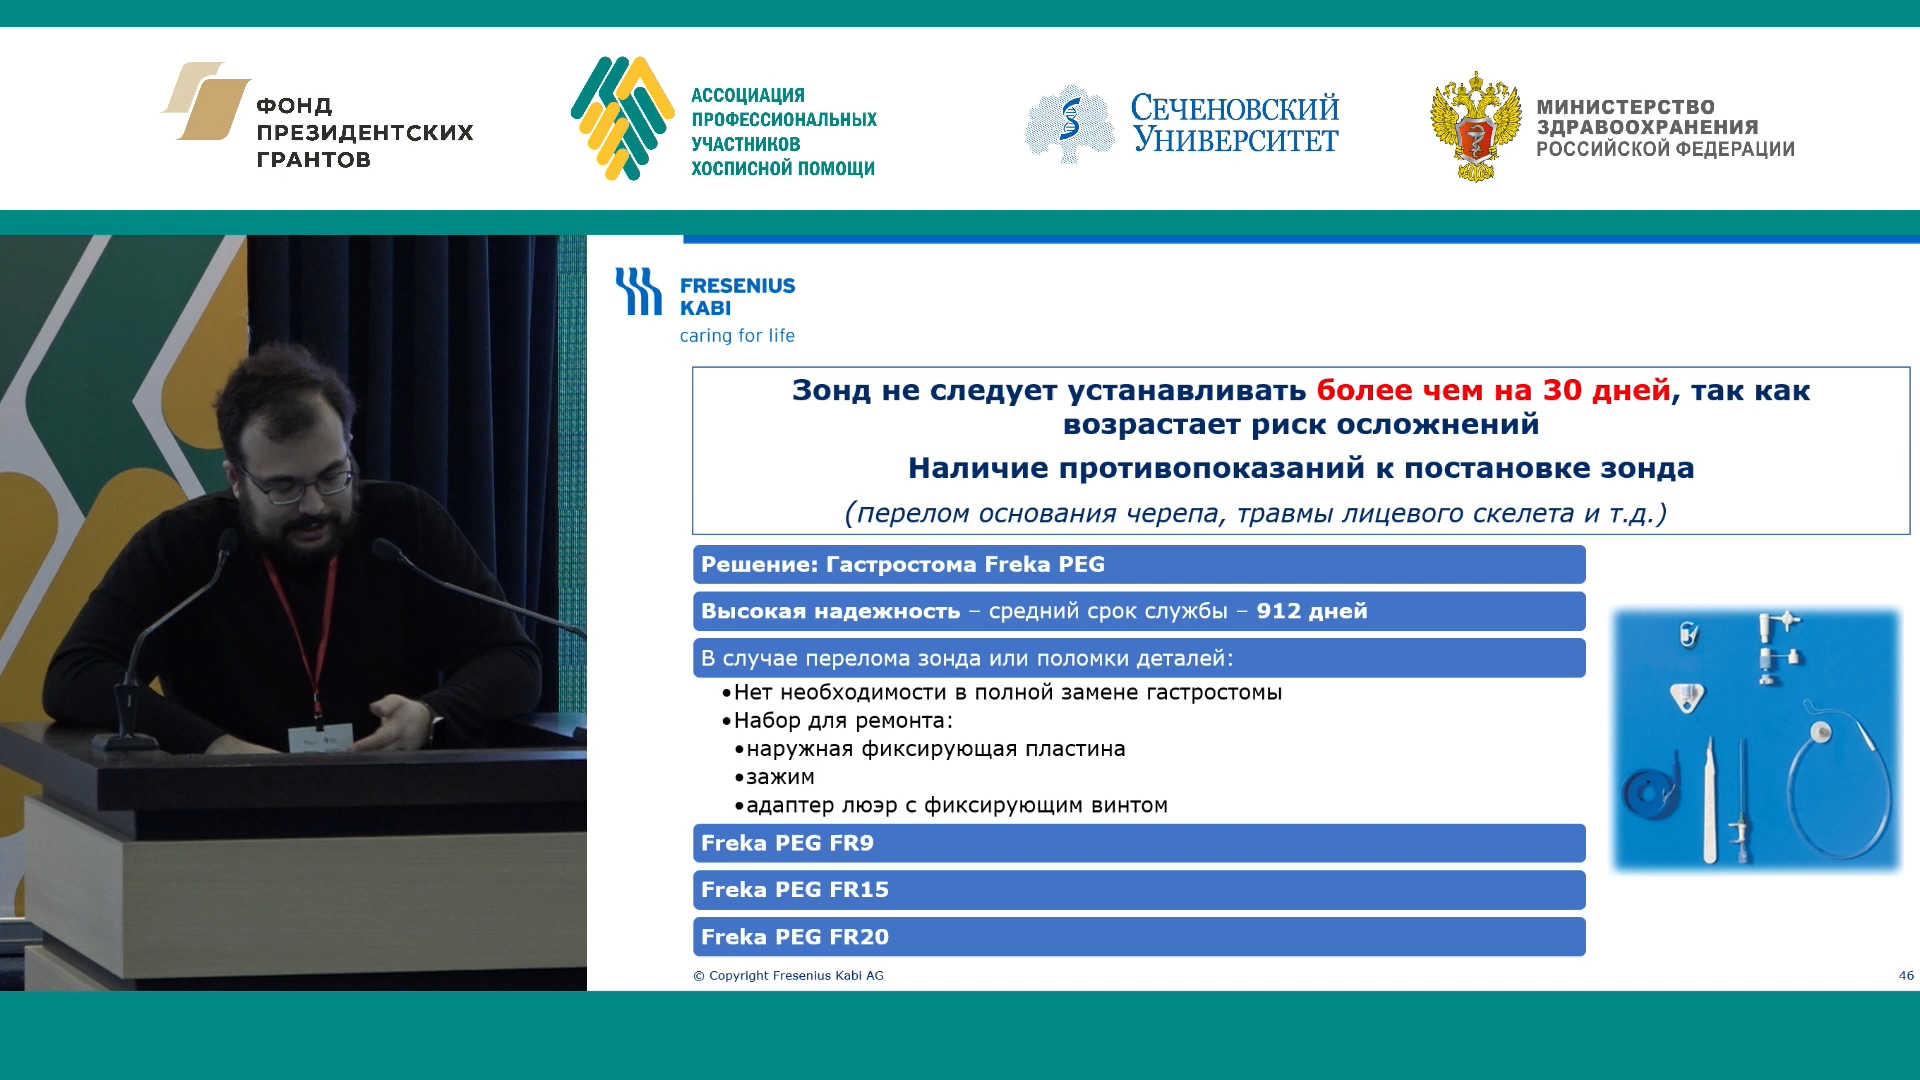 ФОНД
ПРЕЗИДЕНТСКИХ
ГРАНТОВ
АССОЦИАЦИЯ
ПРОФЕССИОНАЛЬНЫХ
УЧАСТНИКОВ
ХОСПИСНОЙ ПОМОЩИ
СЕЧЕНОВСКИЙ
УНИВЕРСИТЕТ
МИНИСТЕРСТВО
ЗДРАВООХРАНЕНИЯ
РОССИЙСКОЙ ФЕДЕРАЦИИ
FRESENIUS
KABI
caring for life
Зонд не следует устанавливать более чем на 30 дней, так как
возрастает риск осложнений
Наличие противопоказаний к постановке зонда
(перелом основания черепа, травмы лицевого скелета и т.д.)
Решение: Гастростома Freka PEG
Высокая надежность – средний срок службы – 912 дней
В случае перелома зонда или поломки деталей:
•Нет необходимости в полной замене гастростомы
•Набор для ремонта:
•наружная фиксирующая пластина
•зажим
•адаптер люэр с фиксирующим винтом
Freka PEG FR9
Freka PEG FR15
Freka PEG FR20
© Copyright Fresenius Kabi AG
46